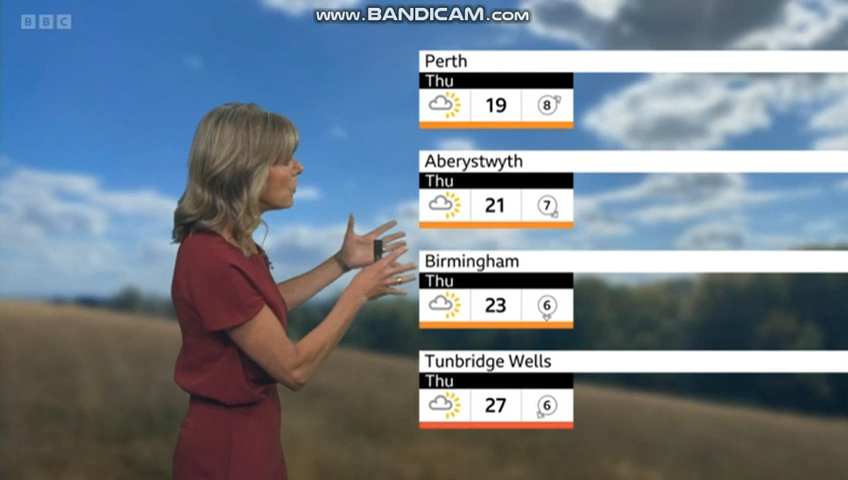 BBC
www.BANDICAM.com
Perth
Thu
19 8
Aberystwyth
Thu
21 7
Birmingham
Thu
23 6
Tunbridge Wells
Thu
27 6